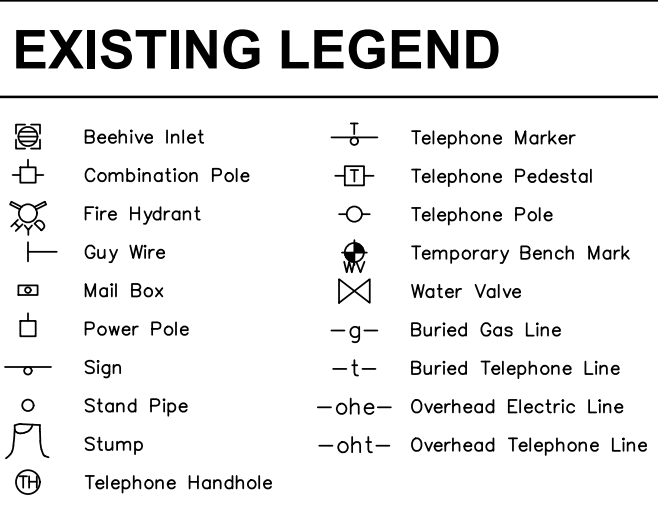 EXISTING LEGEND
Beehive Inlet
Combination Pole
HYD
Fire Hydrant
Guy Wire
Mail Box
Power Pole
Sign
Stand Pipe
Stump
TH Telephone Handhole
T Telephone Marker
T Telephone Pedestal
Telephone Pole
Temporary Bench Mark
WV
Water Valve
g Buried Gas Line
t Buried Telephone Line
ohe Overhead Electric Line
oht Overhead Telephone Line